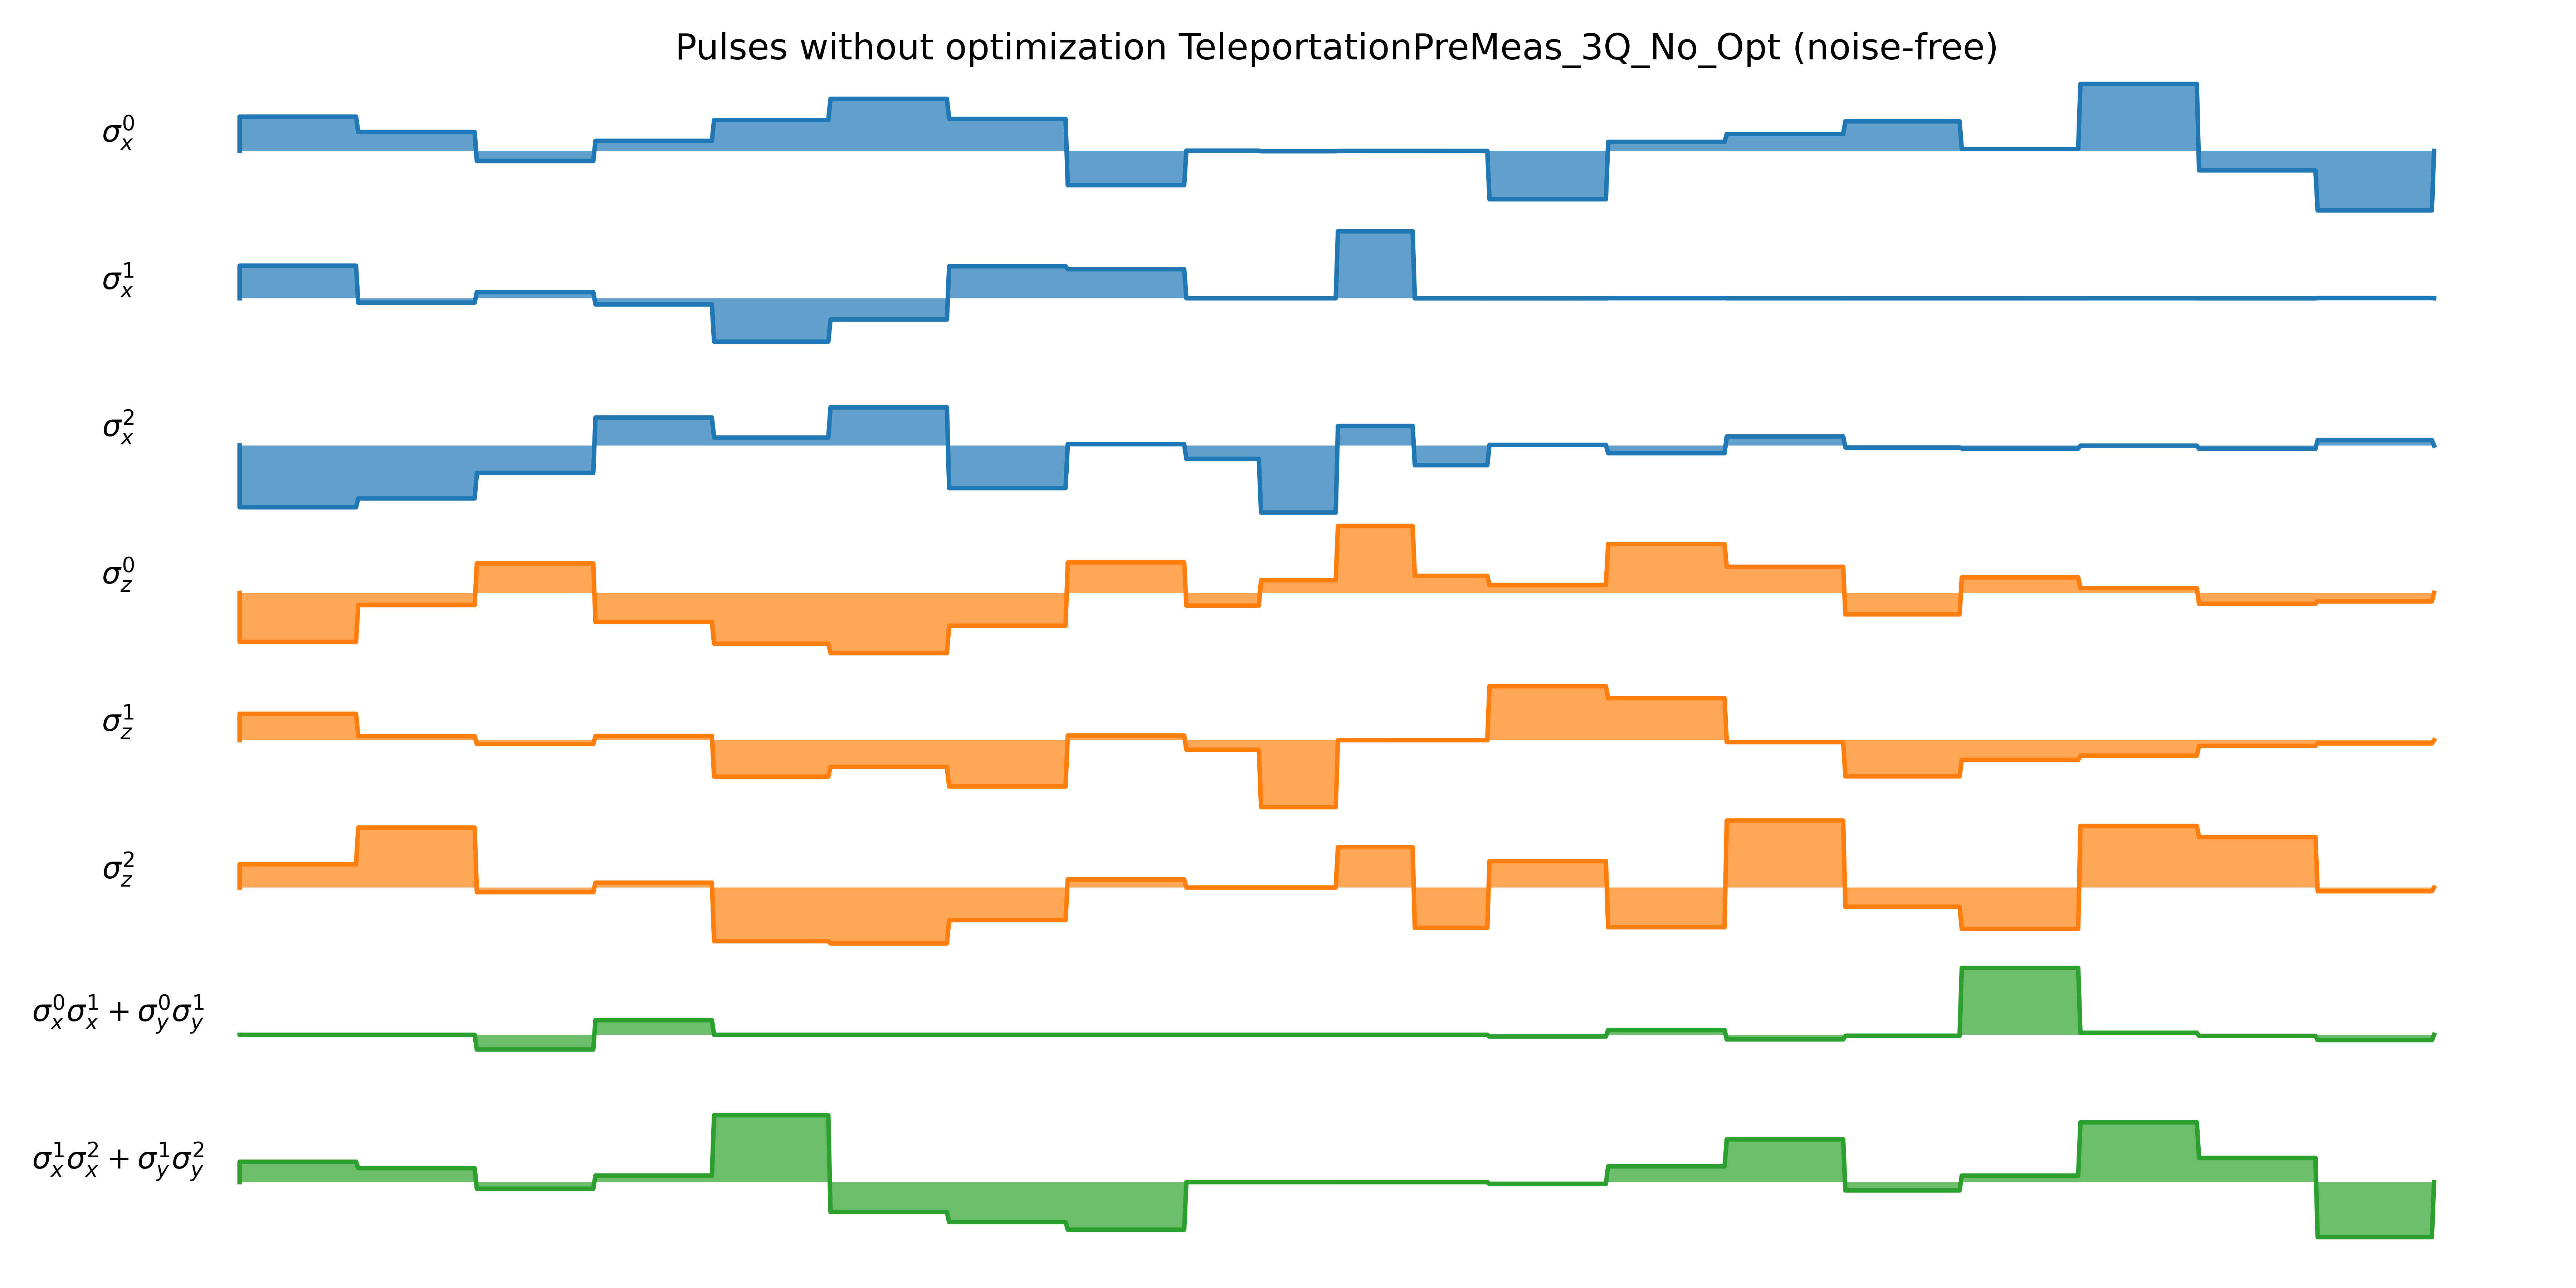 Pulses without optimization TeleportationPreMeas_3Q_No_Opt (noise-free)
σ_x^0
σ_x^1
σ_x^2
σ_z^0
σ_z^1
σ_z^2
σ_x^0σ_x^1 + σ_y^0σ_y^1
σ_x^1σ_x^2 + σ_y^1σ_y^2